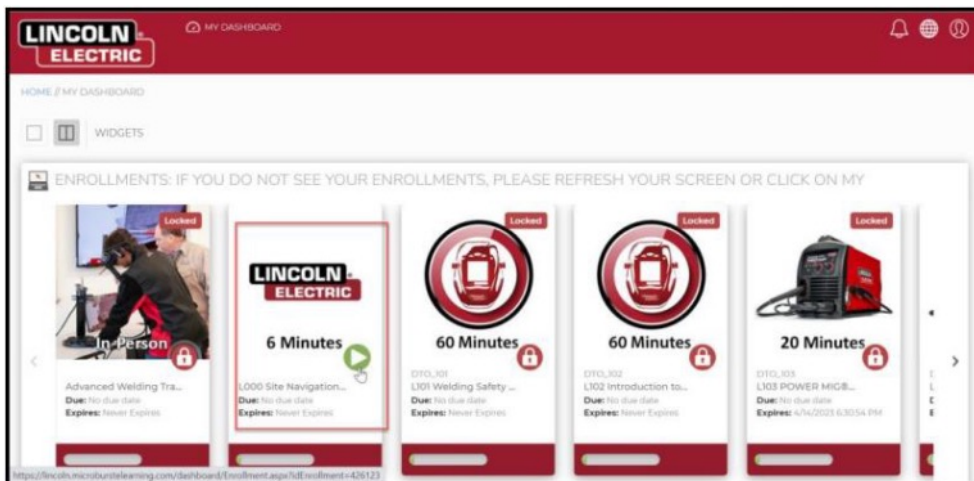 LINCOLN
ELECTRIC
MY DASHBOARD
HOME // MY DASHBOARD
WIDGETS
ENROLLMENTS: IF YOU DO NOT SEE YOUR ENROLLMENTS, PLEASE REFRESH YOUR SCREEN OR CLICK ON MY
Locked
In Person
Advanced Welding Tra...
Due: No due date
Expires: Never Expires
LINCOLN
ELECTRIC
6 Minutes
L000 Site Navigation...
Due: No due date
Expires: Never Expires
Locked
60 Minutes
DTO_101
L101 Welding Safety ...
Due: No due date
Expires: Never Expires
Locked
60 Minutes
DTO_102
L102 Introduction to...
Due: No due date
Expires: Never Expires
Locked
20 Minutes
DTO_103
L103 POWER MIG®...
Due: No due date
Expires: 4/14/2023 6:30:54 PM
https://lincoln.microburstlearning.com/dashboard/Enrollment.aspx?idEnrollment=426123